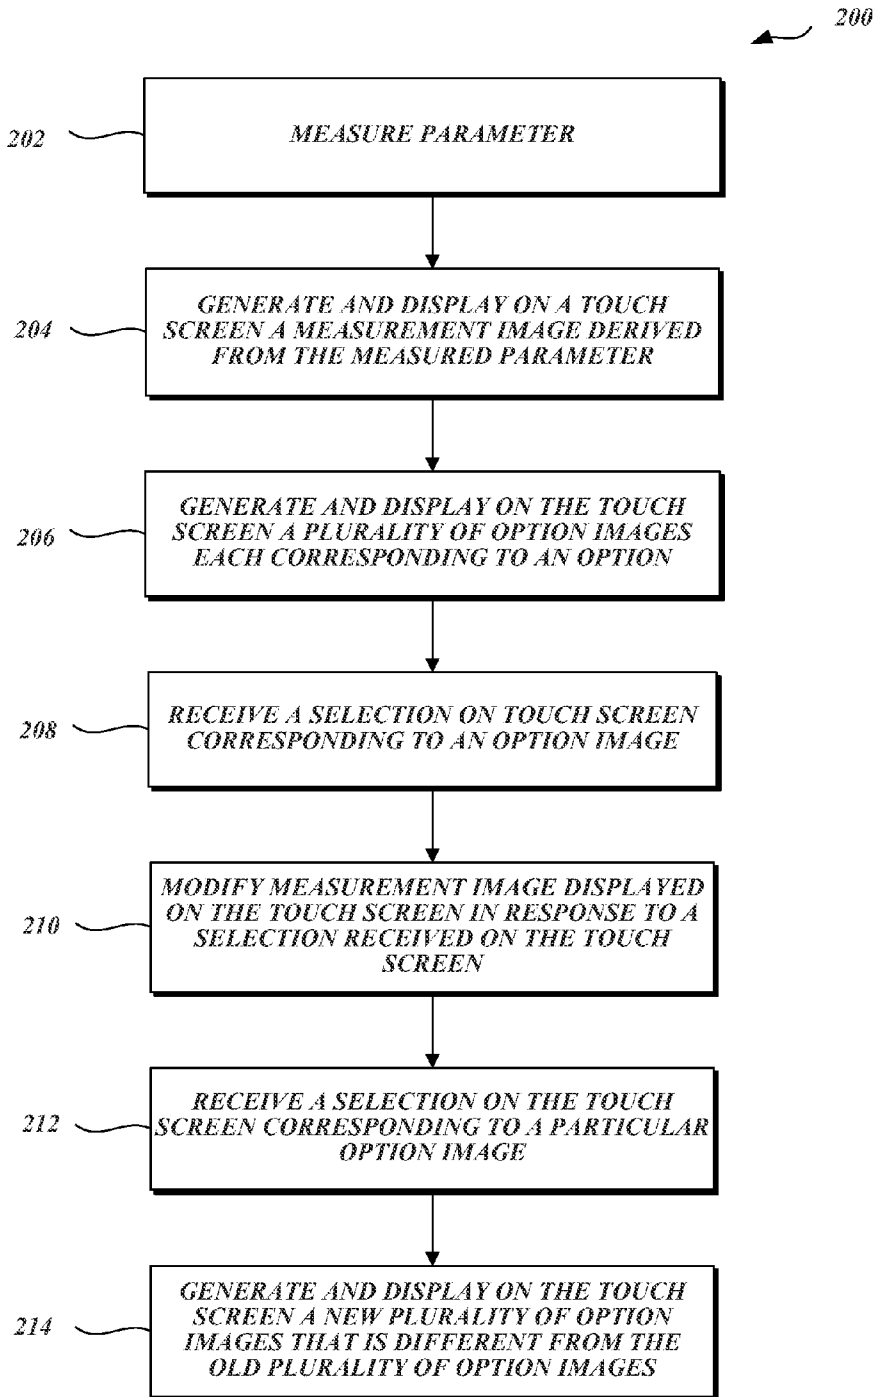 200
202
MEASURE PARAMETER
204
GENERATE AND DISPLAY ON A TOUCH
SCREEN A MEASUREMENT IMAGE DERIVED
FROM THE MEASURED PARAMETER
206
GENERATE AND DISPLAY ON THE TOUCH
SCREEN A PLURALITY OF OPTION IMAGES
EACH CORRESPONDING TO AN OPTION
208
RECEIVE A SELECTION ON TOUCH SCREEN
CORRESPONDING TO AN OPTION IMAGE
210
MODIFY MEASUREMENT IMAGE DISPLAYED
ON THE TOUCH SCREEN IN RESPONSE TO A
SELECTION RECEIVED ON THE TOUCH
SCREEN
212
RECEIVE A SELECTION ON THE TOUCH
SCREEN CORRESPONDING TO A PARTICULAR
OPTION IMAGE
214
GENERATE AND DISPLAY ON THE TOUCH
SCREEN A NEW PLURALITY OF OPTION
IMAGES THAT IS DIFFERENT FROM THE
OLD PLURALITY OF OPTION IMAGES